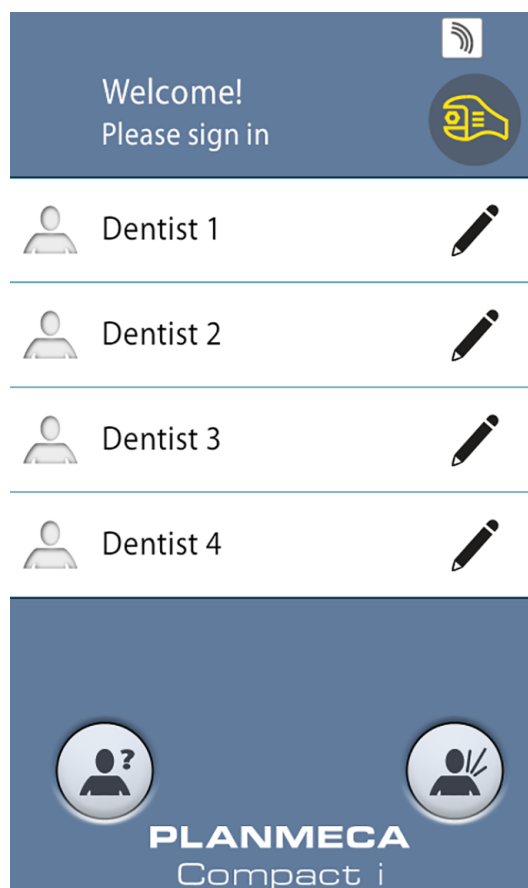 Welcome!
Please sign in
Dentist 1
Dentist 2
Dentist 3
Dentist 4
?
PLANMECA
Compact i